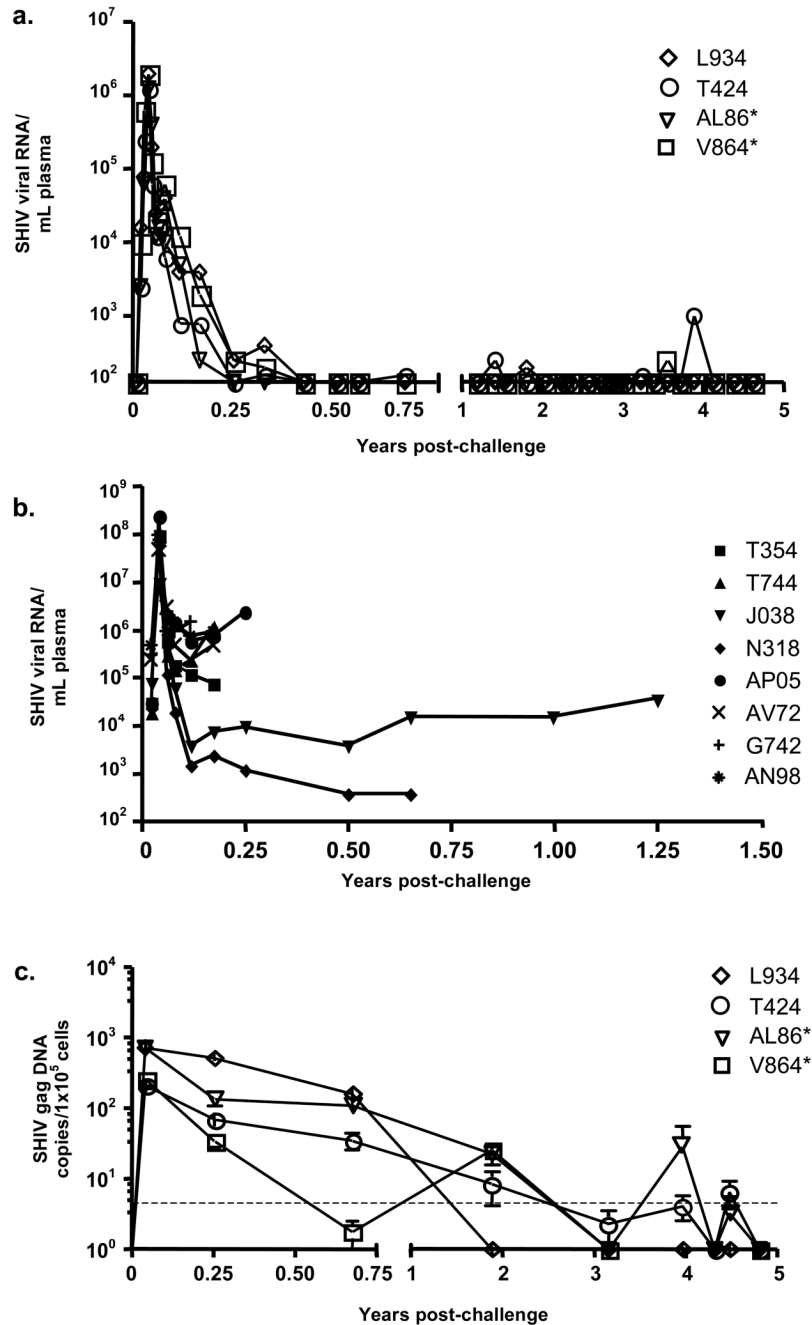 a.
SHIV viral RNA/
mL plasma
10^7
10^6
10^5
10^4
10^3
10^2
0 0.25 0.50 0.75 1 2 3 4 5
Years post-challenge
L934
T424
AL86*
V864*
b.
SHIV viral RNA/
mL plasma
10^9
10^8
10^7
10^6
10^5
10^4
10^3
10^2
0 0.25 0.50 0.75 1.00 1.25 1.50
Years post-challenge
T354
T744
J038
N318
AP05
AV72
G742
AN98
c.
SHIV gag DNA
copies/1x10^5 cells
10^4
10^3
10^2
10^1
10^0
0 0.25 0.50 0.75 1 2 3 4 5
Years post-challenge
L934
T424
AL86*
V864*